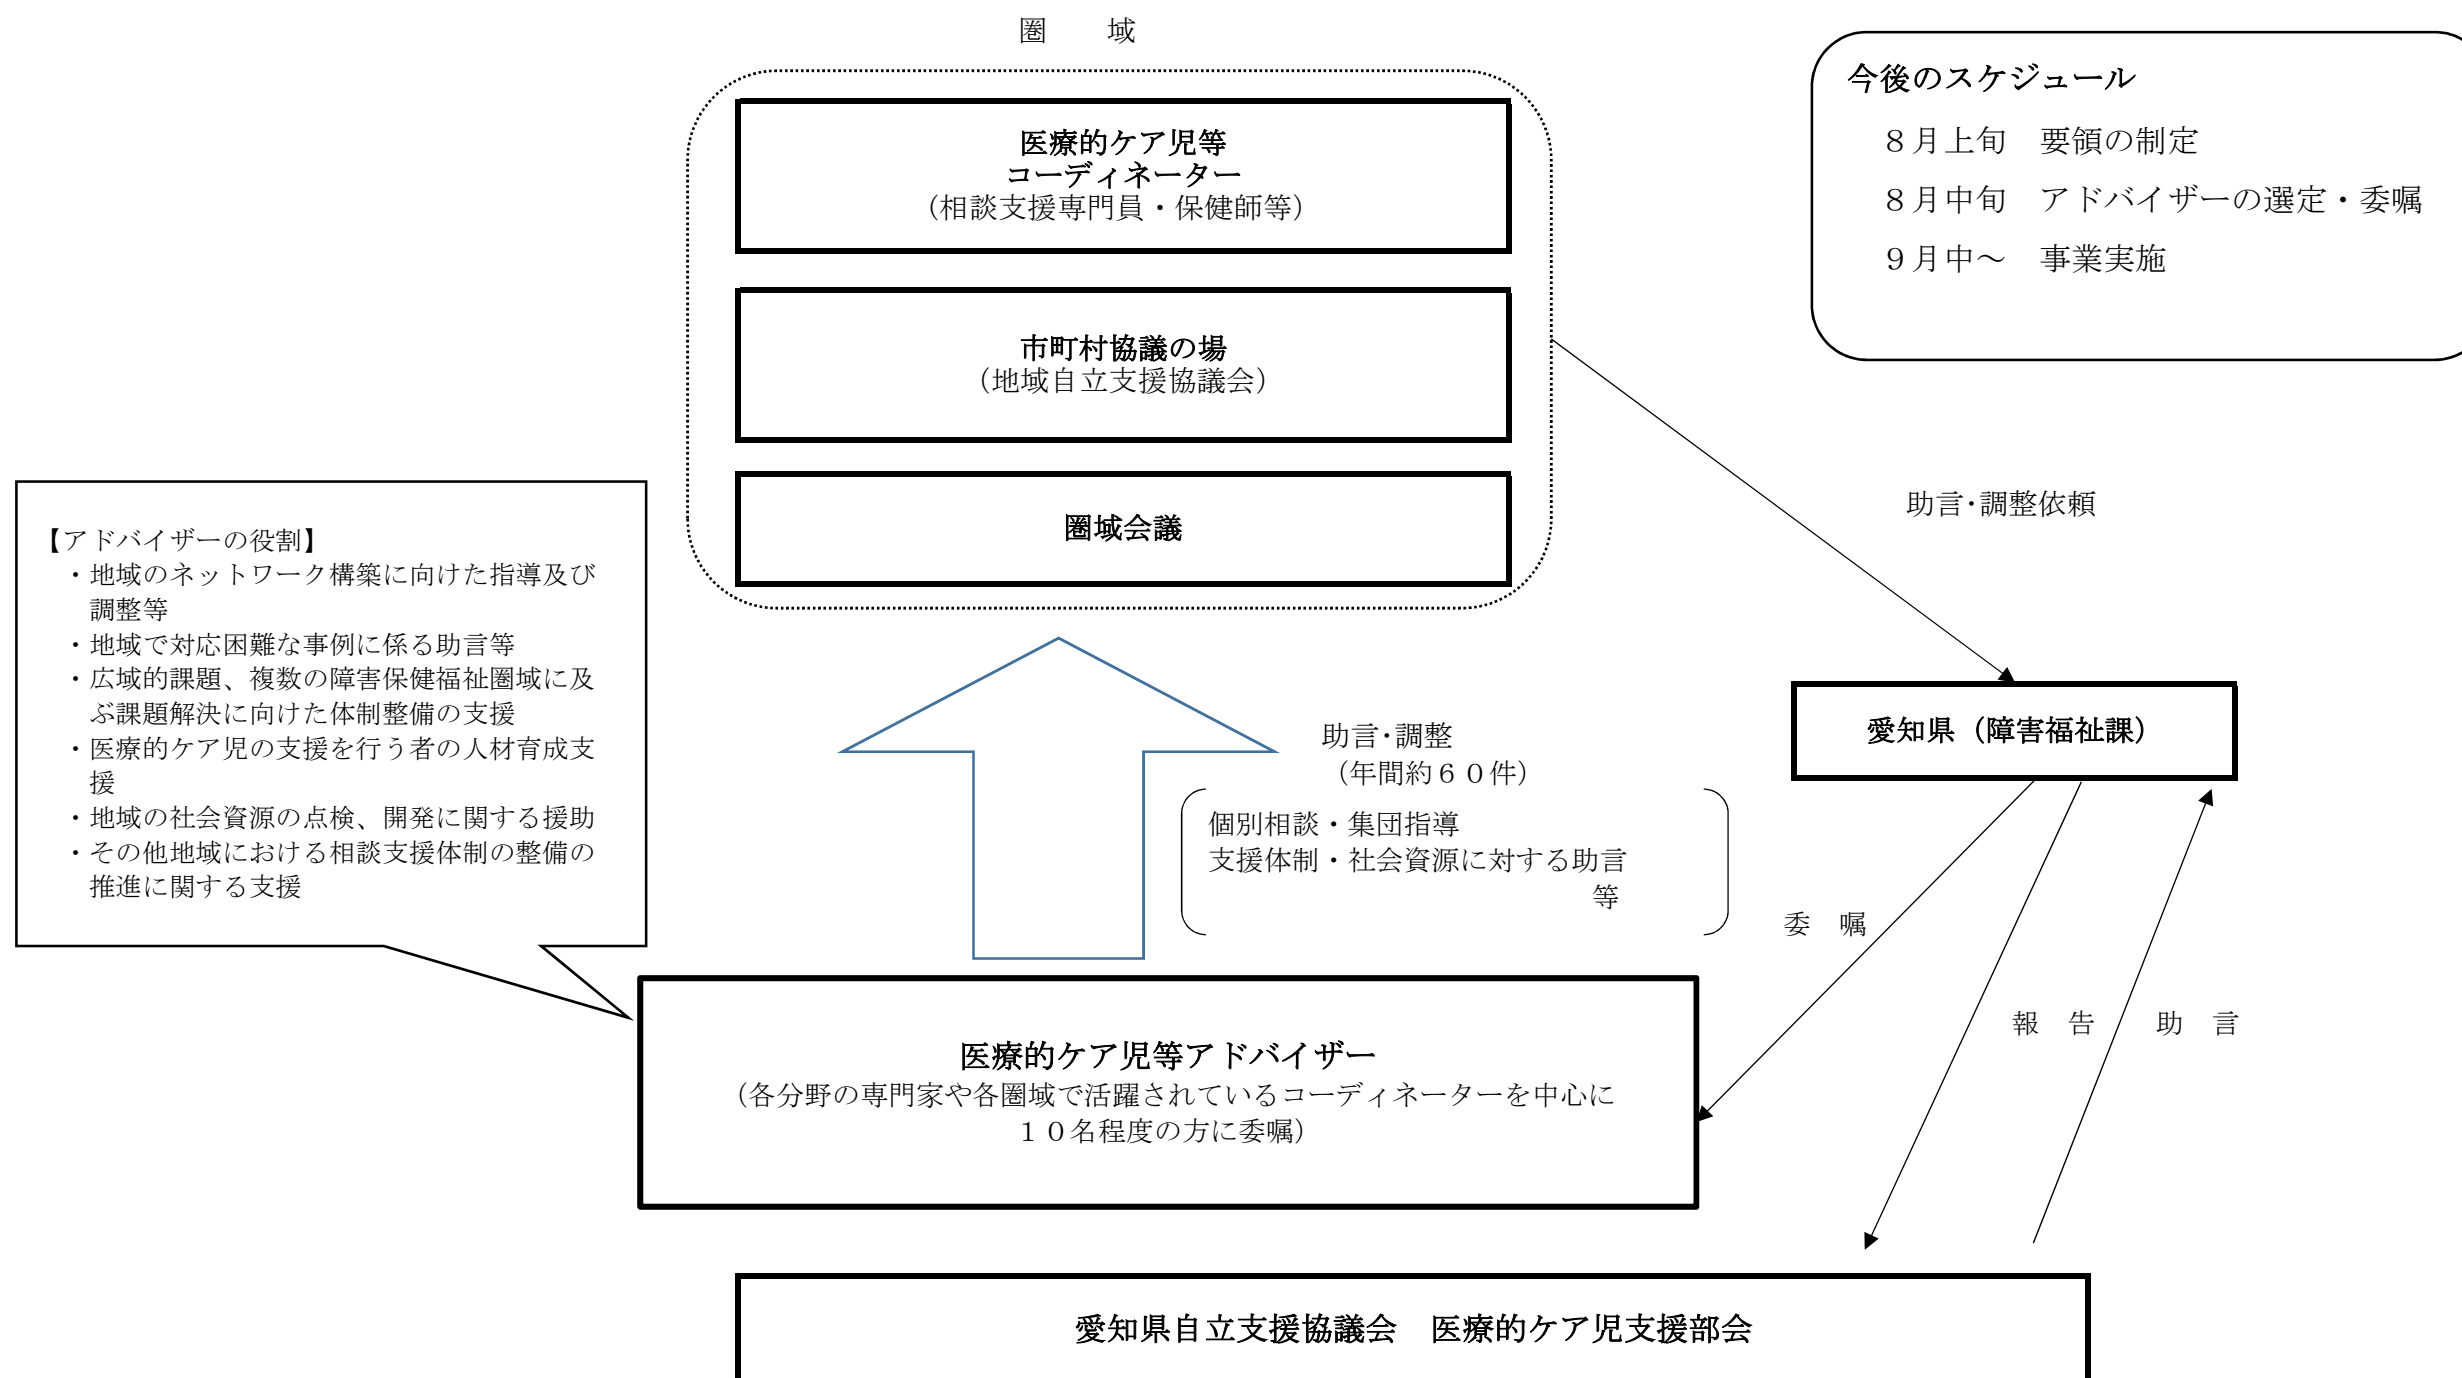 圏　　域
医療的ケア児等
コーディネーター
（相談支援専門員・保健師等）
市町村協議の場
（地域自立支援協議会）
圏域会議
今後のスケジュール
８月上旬　要領の制定
８月中旬　アドバイザーの選定・委嘱
９月中～　事業実施
助言･調整依頼
【アドバイザーの役割】
・地域のネットワーク構築に向けた指導及び
調整等
・地域で対応困難な事例に係る助言等
・広域的課題、複数の障害保健福祉圏域に及
ぶ課題解決に向けた体制整備の支援
・医療的ケア児の支援を行う者の人材育成支
援
・地域の社会資源の点検、開発に関する援助
・その他地域における相談支援体制の整備の
推進に関する支援
助言･調整
（年間約６０件）
個別相談・集団指導
支援体制・社会資源に対する助言
等
愛知県（障害福祉課）
委　嘱
報　告
助　言
医療的ケア児等アドバイザー
（各分野の専門家や各圏域で活躍されているコーディネーターを中心に
１０名程度の方に委嘱）
愛知県自立支援協議会　医療的ケア児支援部会